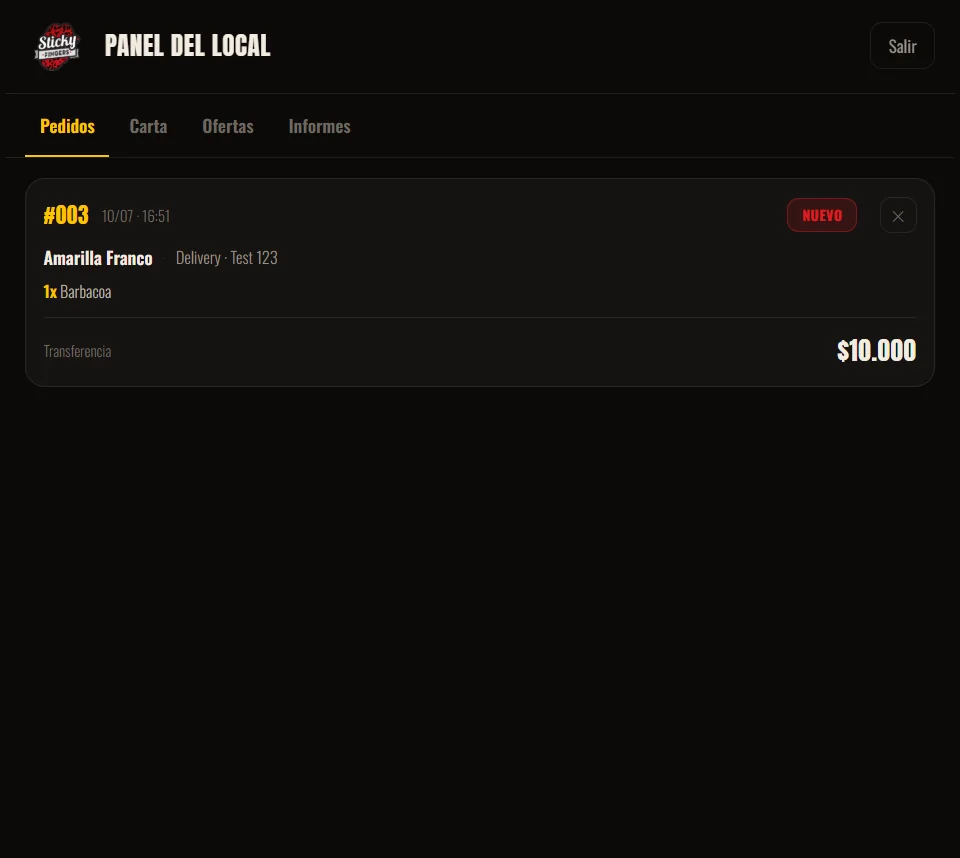 Sticky
FINGERS
PANEL DEL LOCAL
Salir
Pedidos Carta Ofertas Informes
#003 10/07 · 16:51 NUEVO ×
Amarilla Franco · Delivery · Test 123
1x Barbacoa
Transferencia $10.000